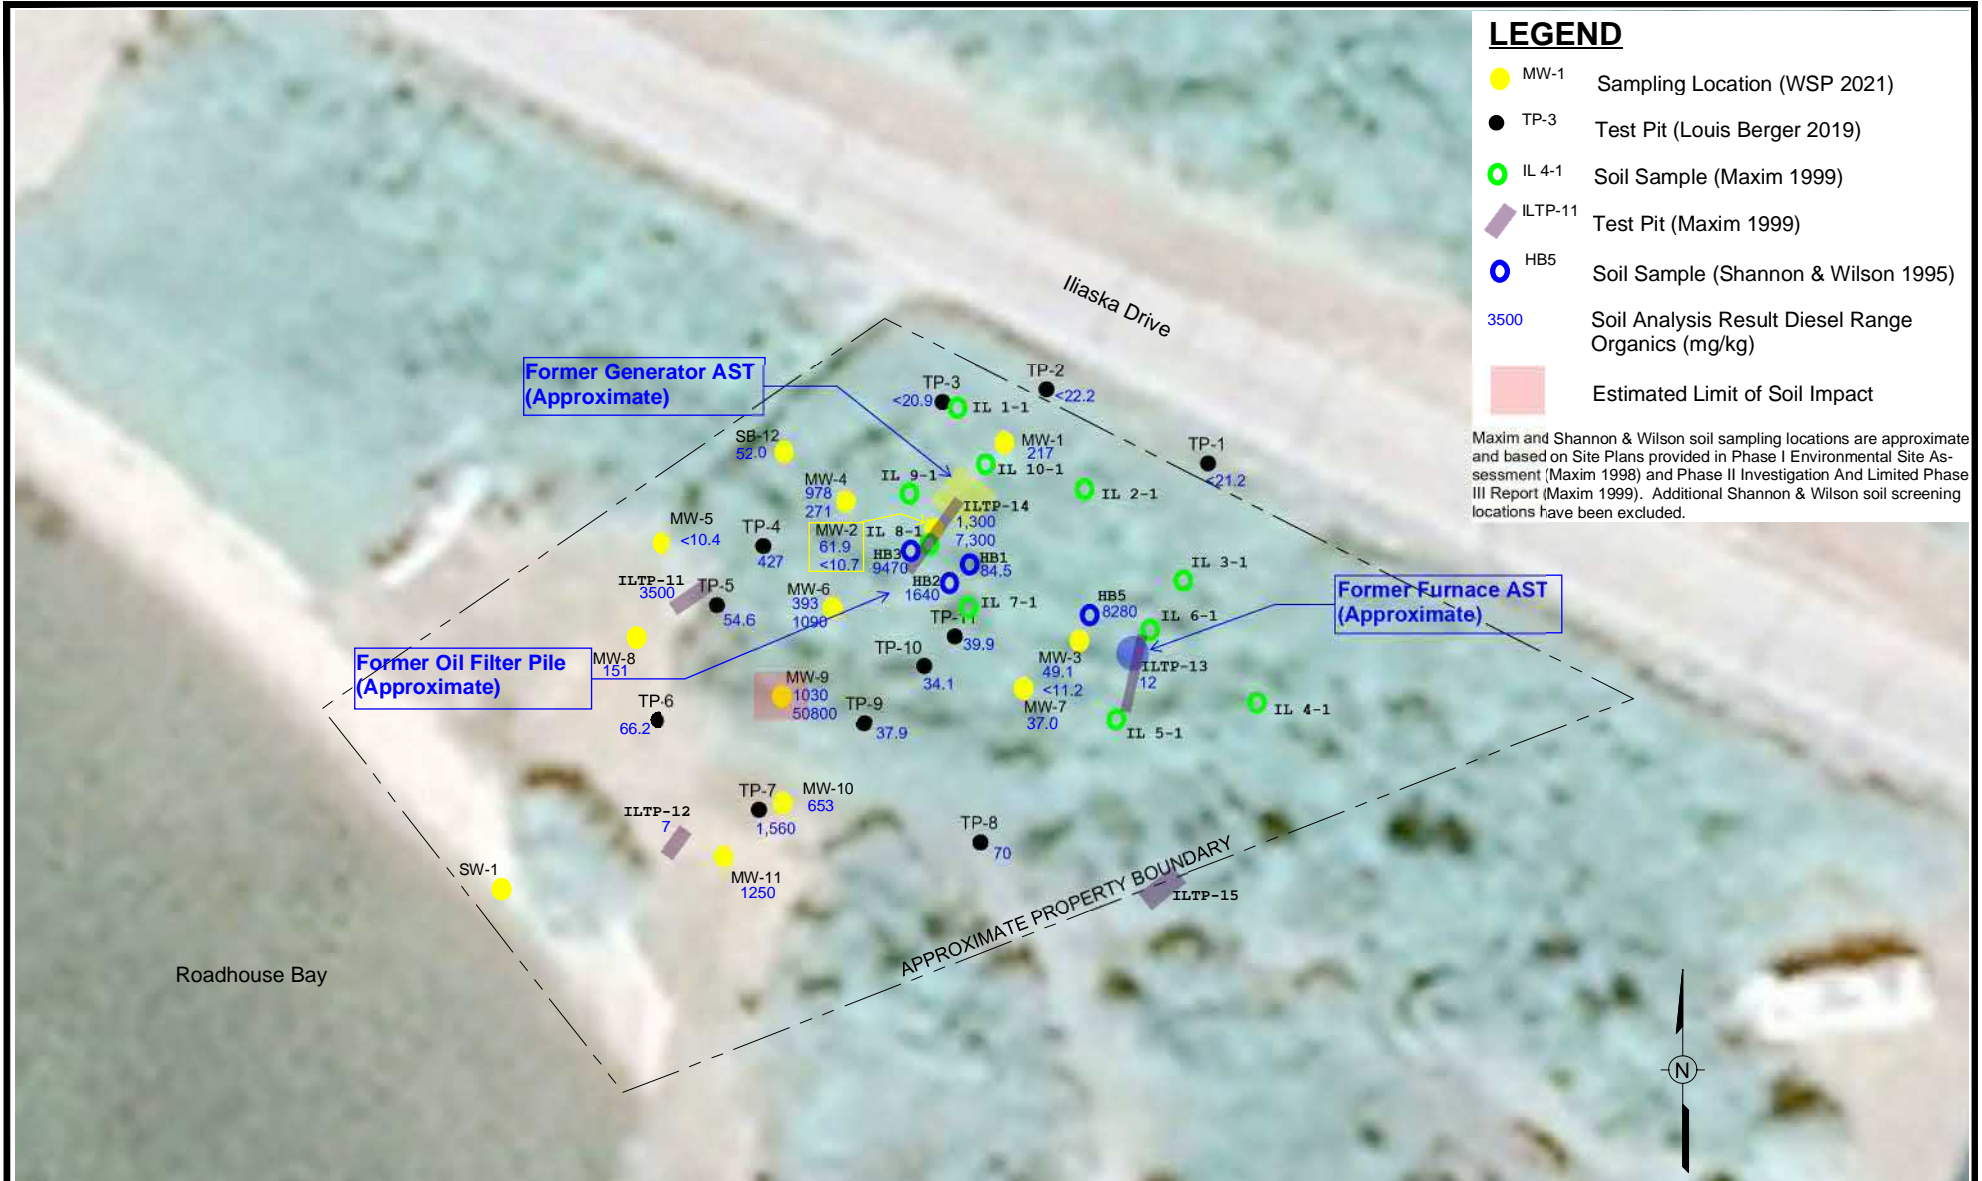 LEGEND
MW-1 Sampling Location (WSP 2021)
TP-3 Test Pit (Louis Berger 2019)
IL 4-1 Soil Sample (Maxim 1999)
ILTP-11 Test Pit (Maxim 1999)
HB5 Soil Sample (Shannon & Wilson 1995)
3500 Soil Analysis Result Diesel Range
Organics (mg/kg)
Estimated Limit of Soil Impact
Maxim and Shannon & Wilson soil sampling locations are approximate
and based on Site Plans provided in Phase I Environmental Site As-
sessment (Maxim 1998) and Phase II Investigation And Limited Phase
III Report (Maxim 1999). Additional Shannon & Wilson soil screening
locations have been excluded.
Iliaska Drive
Former Generator AST
(Approximate)
TP-3
<20.9
IL 1-1
TP-2
<22.2
SB-12
52.0
MW-1
217
TP-1
<21.2
IL 10-1
IL 9-1
IL 2-1
MW-4
978
271
ILTP-14
1,300
7,300
MW-5
<10.4
TP-4
427
MW-2
61.9
<10.7
IL 8-1
HB3
9470
HB1
84.5
HB2
1640
IL 3-1
ILTP-11
3500
TP-5
54.6
MW-6
393
1090
IL 7-1
HB5
8280
Former Furnace AST
(Approximate)
IL 6-1
TP-11
39.9
MW-8
151
Former Oil Filter Pile
(Approximate)
TP-10
34.1
MW-3
49.1
<11.2
ILTP-13
12
MW-9
1030
50800
TP-6
66.2
TP-9
37.9
MW-7
37.0
IL 4-1
IL 5-1
TP-7
1,560
MW-10
653
ILTP-12
7
TP-8
70
SW-1
MW-11
1250
APPROXIMATE PROPERTY BOUNDARY
ILTP-15
Roadhouse Bay
N